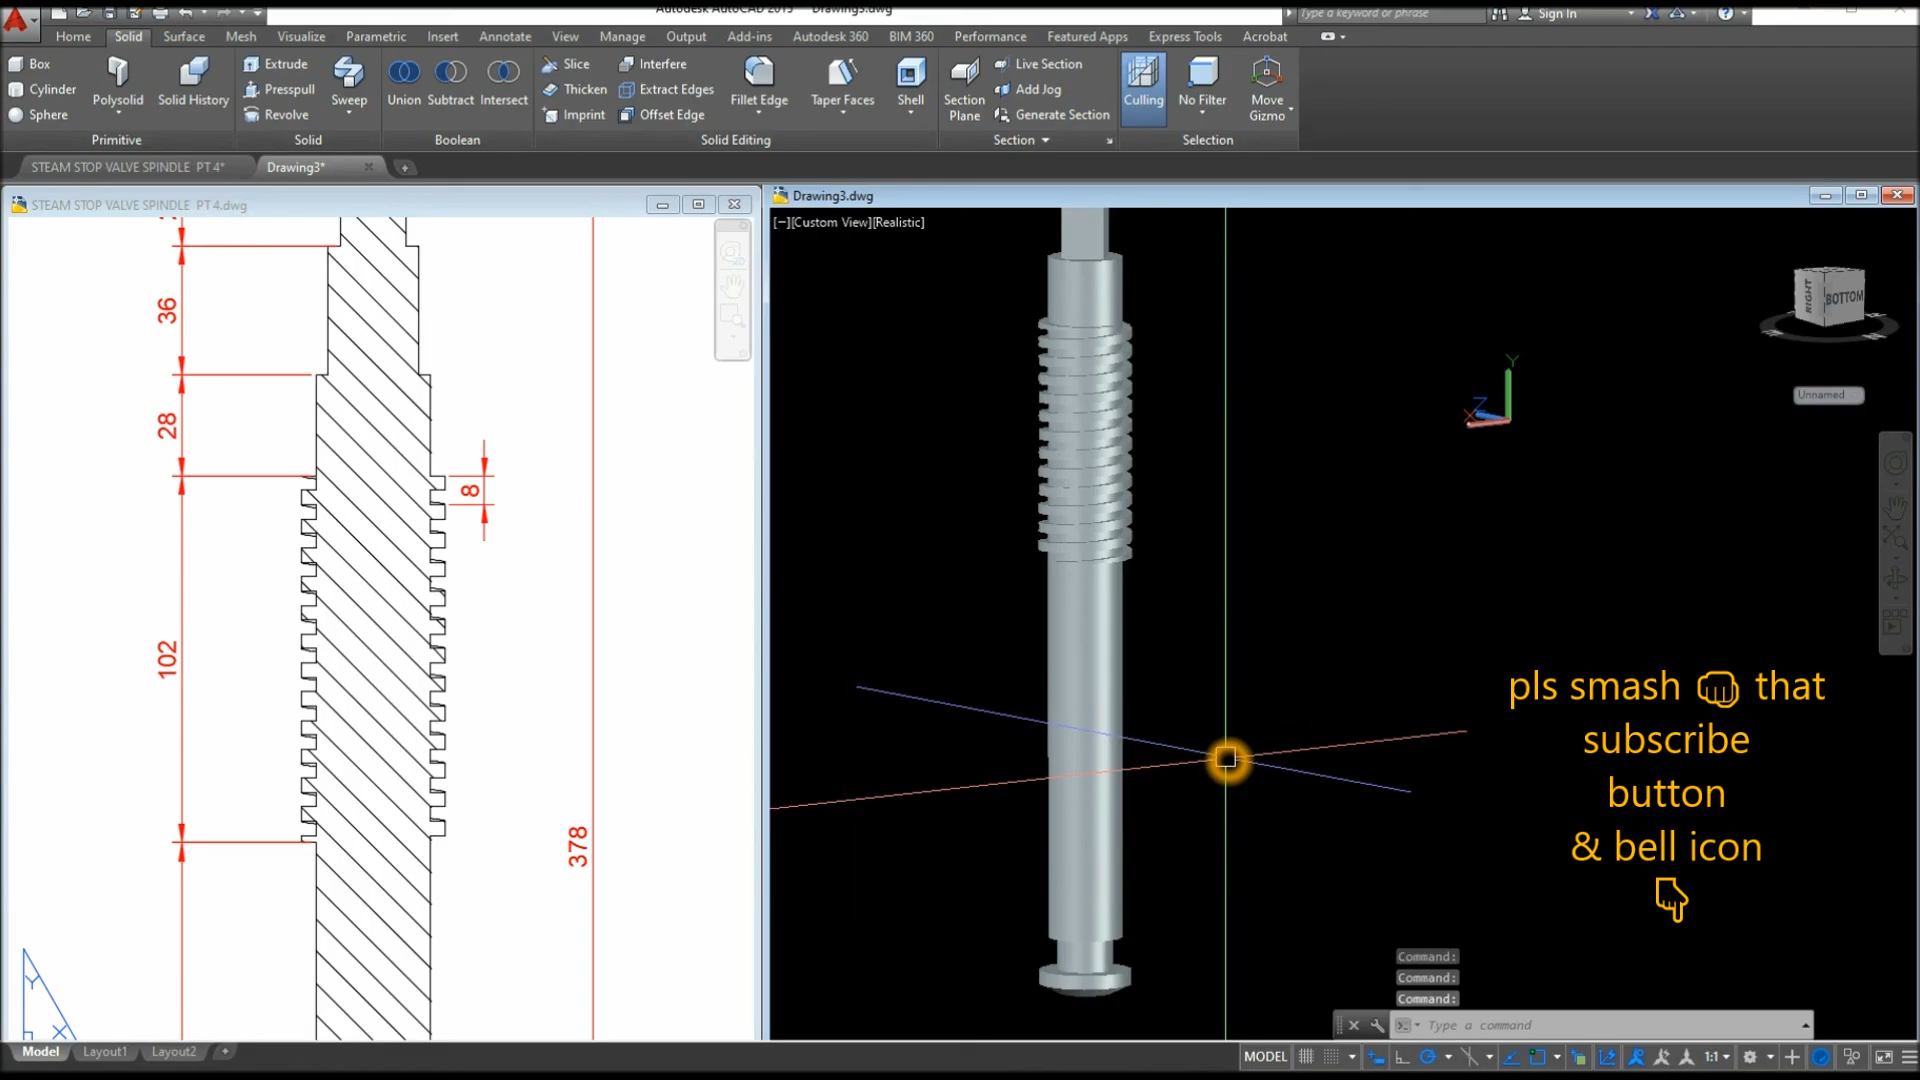 Autodesk AutoCAD 2015 Drawing3.dwg
Type a keyword or phrase
Sign In
Home Solid Surface Mesh Visualize Parametric Insert Annotate View Manage Output Add-ins Autodesk 360 BIM 360 Performance Featured Apps Express Tools Acrobat
Box
Cylinder
Sphere
Polysolid
Solid History
Primitive
Extrude
Presspull
Revolve
Sweep
Solid
Union
Subtract
Intersect
Boolean
Slice
Thicken
Imprint
Interfere
Extract Edges
Offset Edge
Fillet Edge
Taper Faces
Shell
Solid Editing
Section
Plane
Live Section
Add Jog
Generate Section
Section
Culling
No Filter
Move
Gizmo
Selection
STEAM STOP VALVE SPINDLE PT 4*
Drawing3*
STEAM STOP VALVE SPINDLE PT 4.dwg
36
28
8
102
378
Y
X
Drawing3.dwg
[−][Custom View][Realistic]
RIGHT
BOTTOM
Unnamed
Y
Z
X
pls smash that
subscribe
button
& bell icon
Command:
Command:
Command:
Type a command
Model Layout1 Layout2
MODEL
1:1